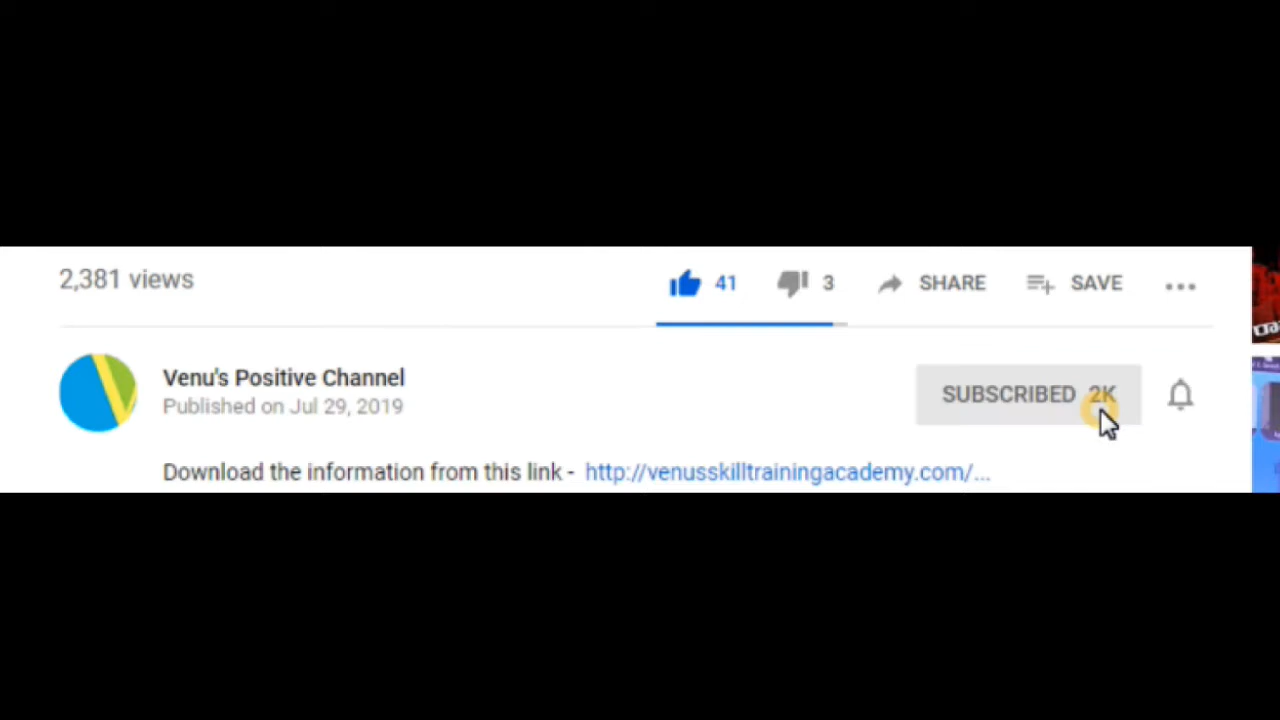 2,381 views
41
3
SHARE
SAVE
Venu's Positive Channel
SUBSCRIBED 2K
Published on Jul 29, 2019
Download the information from this link - http://venusskilltrainingacademy.com/...